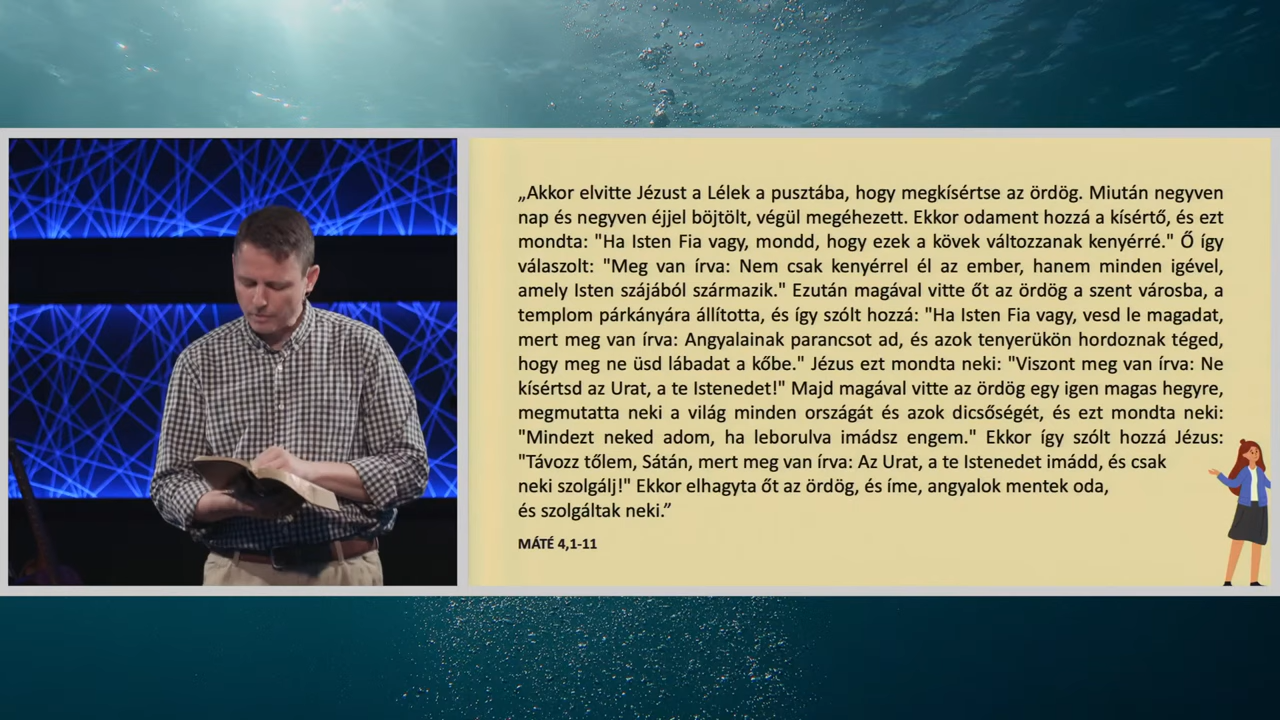 „Akkor elvitte Jézust a Lélek a pusztába, hogy megkísértse az ördög. Miután negyven
nap és negyven éjjel böjtölt, végül megéhezett. Ekkor odament hozzá a kísértő, és ezt
mondta: "Ha Isten Fia vagy, mondd, hogy ezek a kövek változzanak kenyérré." Ő így
válaszolt: "Meg van írva: Nem csak kenyérrel él az ember, hanem minden igével,
amely Isten szájából származik." Ezután magával vitte őt az ördög a szent városba, a
templom párkányára állította, és így szólt hozzá: "Ha Isten Fia vagy, vesd le magadat,
mert meg van írva: Angyalainak parancsot ad, és azok tenyerükön hordoznak téged,
hogy meg ne üsd lábadat a kőbe." Jézus ezt mondta neki: "Viszont meg van írva: Ne
kísértsd az Urat, a te Istenedet!" Majd magával vitte az ördög egy igen magas hegyre,
megmutatta neki a világ minden országát és azok dicsőségét, és ezt mondta neki:
"Mindezt neked adom, ha leborulva imádsz engem." Ekkor így szólt hozzá Jézus:
"Távozz tőlem, Sátán, mert meg van írva: Az Urat, a te Istenedet imádd, és csak
neki szolgálj!" Ekkor elhagyta őt az ördög, és íme, angyalok mentek oda,
és szolgáltak neki.”
MÁTÉ 4,1-11